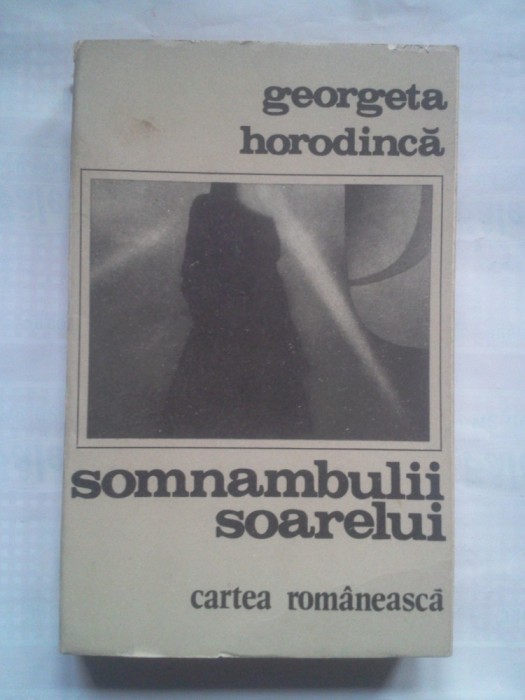 georgeta
horodincă
somnambulii
soarelui
cartea românească